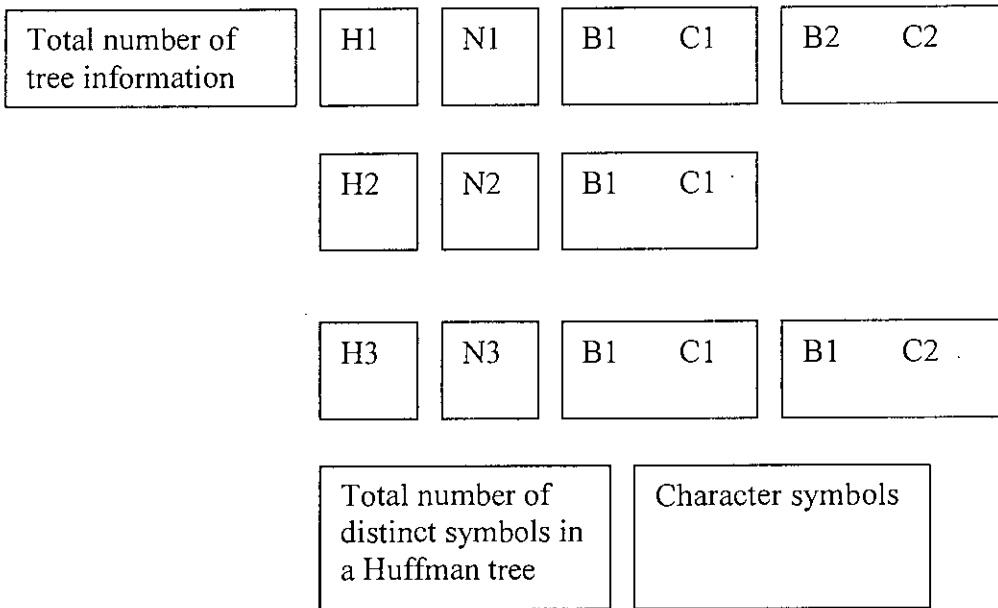 Total number of
tree information
H1 N1 B1 C1 B2 C2
H2 N2 B1 C1
H3 N3 B1 C1 B1 C2
Total number of
distinct symbols in
a Huffman tree
Character symbols